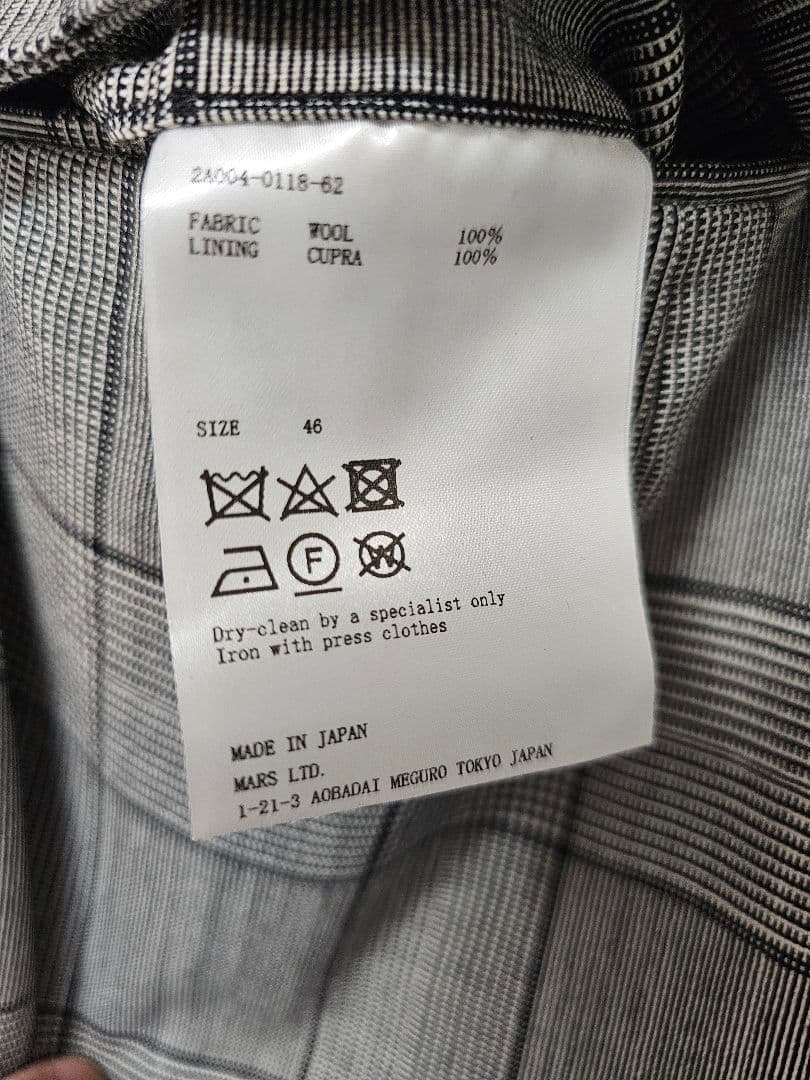 2A004-0118-62
FABRIC WOOL 100%
LINING CUPRA 100%
SIZE 46
F W
Dry-clean by a specialist only
Iron with press clothes
MADE IN JAPAN
MARS LTD.
1-21-3 AOBADAI MEGURO TOKYO JAPAN